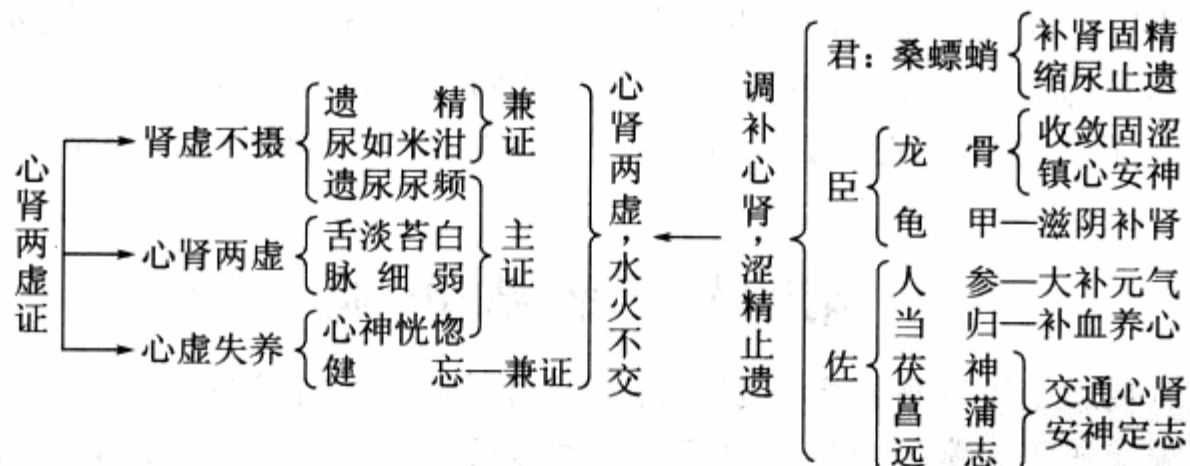 心肾两虚证
肾虚不摄
遗精
尿如米泔
兼证
遗尿尿频
心肾两虚
舌淡苔白
脉细弱
主证
心虚失养
心神恍惚
健忘—兼证
心肾两虚，水火不交
调补心肾，涩精止遗
君：桑螵蛸
补肾固精
缩尿止遗
臣
龙骨
收敛固涩
镇心安神
龟甲—滋阴补肾
佐
人参—大补元气
当归—补血养心
茯神
菖蒲
远志
交通心肾
安神定志